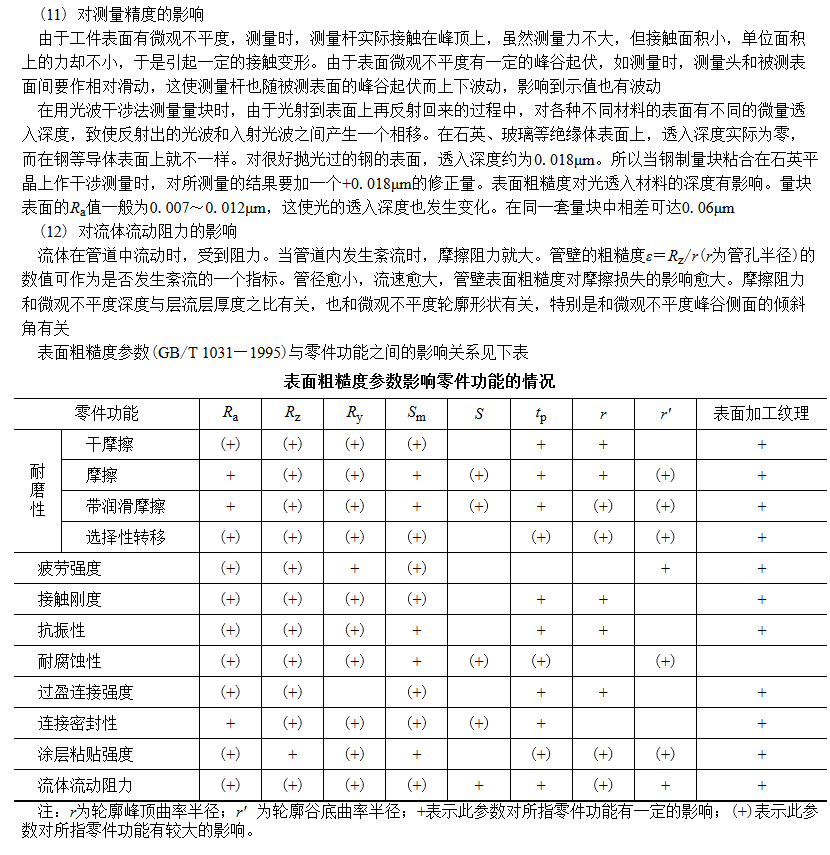 (11) 对测量精度的影响
由于工件表面有微观不平度，测量时，测量杆实际接触在峰顶上，虽然测量力不大，但接触面积小，单位面积
上的力却不小，于是引起一定的接触变形。由于表面微观不平度有一定的峰谷起伏，如测量时，测量头和被测表
面间要作相对滑动，这使测量杆也随被测表面的峰谷起伏而上下波动，影响到示值也有波动
在用光波干涉法测量量块时，由于光射到表面上再反射回来的过程中，对各种不同材料的表面有不同的微量透
入深度，致使反射出的光波和入射光波之间产生一个相移。在石英、玻璃等绝缘体表面上，透入深度实际为零，
而在钢等导体表面上就不一样。对很好抛光过的钢的表面，透入深度约为0.018μm。所以当钢制量块粘合在石英平
晶上作干涉测量时，对所测量的结果要加一个+0.018μm的修正量。表面粗糙度对光透入材料的深度有影响。量块
表面的Ra值一般为0.007～0.012μm，这使光的透入深度也发生变化。在同一套量块中相差可达0.06μm
(12) 对流体流动阻力的影响
流体在管道中流动时，受到阻力。当管道内发生紊流时，摩擦阻力就大。管壁的粗糙度ε＝Rz/r(r为管孔半径)的
数值可作为是否发生紊流的一个指标。管径愈小，流速愈大，管壁表面粗糙度对摩擦损失的影响愈大。摩擦阻力
和微观不平度深度与层流层厚度之比有关，也和微观不平度轮廓形状有关，特别是和微观不平度峰谷侧面的倾斜
角有关
表面粗糙度参数(GB/T 1031—1995)与零件功能之间的影响关系见下表
表面粗糙度参数影响零件功能的情况
零件功能 Ra Rz Ry Sm S tp r r′ 表面加工纹理
耐磨性
干摩擦 (+) (+) (+) (+) + + +
摩擦 + (+) (+) + (+) + + (+) +
带润滑摩擦 + (+) (+) + (+) + (+) (+) +
选择性转移 (+) (+) (+) (+) (+) (+) (+) +
疲劳强度 (+) (+) + (+) + +
接触刚度 (+) (+) (+) (+) + + +
抗振性 (+) (+) (+) + + + +
耐腐蚀性 (+) (+) (+) + (+) (+) (+)
过盈连接强度 (+) (+) (+) + + +
连接密封性 + (+) (+) (+) (+) + +
涂层粘贴强度 (+) + (+) + (+) (+) (+) +
流体流动阻力 (+) (+) (+) (+) + + (+) + +
注：r为轮廓峰顶曲率半径；r′ 为轮廓谷底曲率半径；+表示此参数对所指零件功能有一定的影响；(+)表示此参
数对所指零件功能有较大的影响。